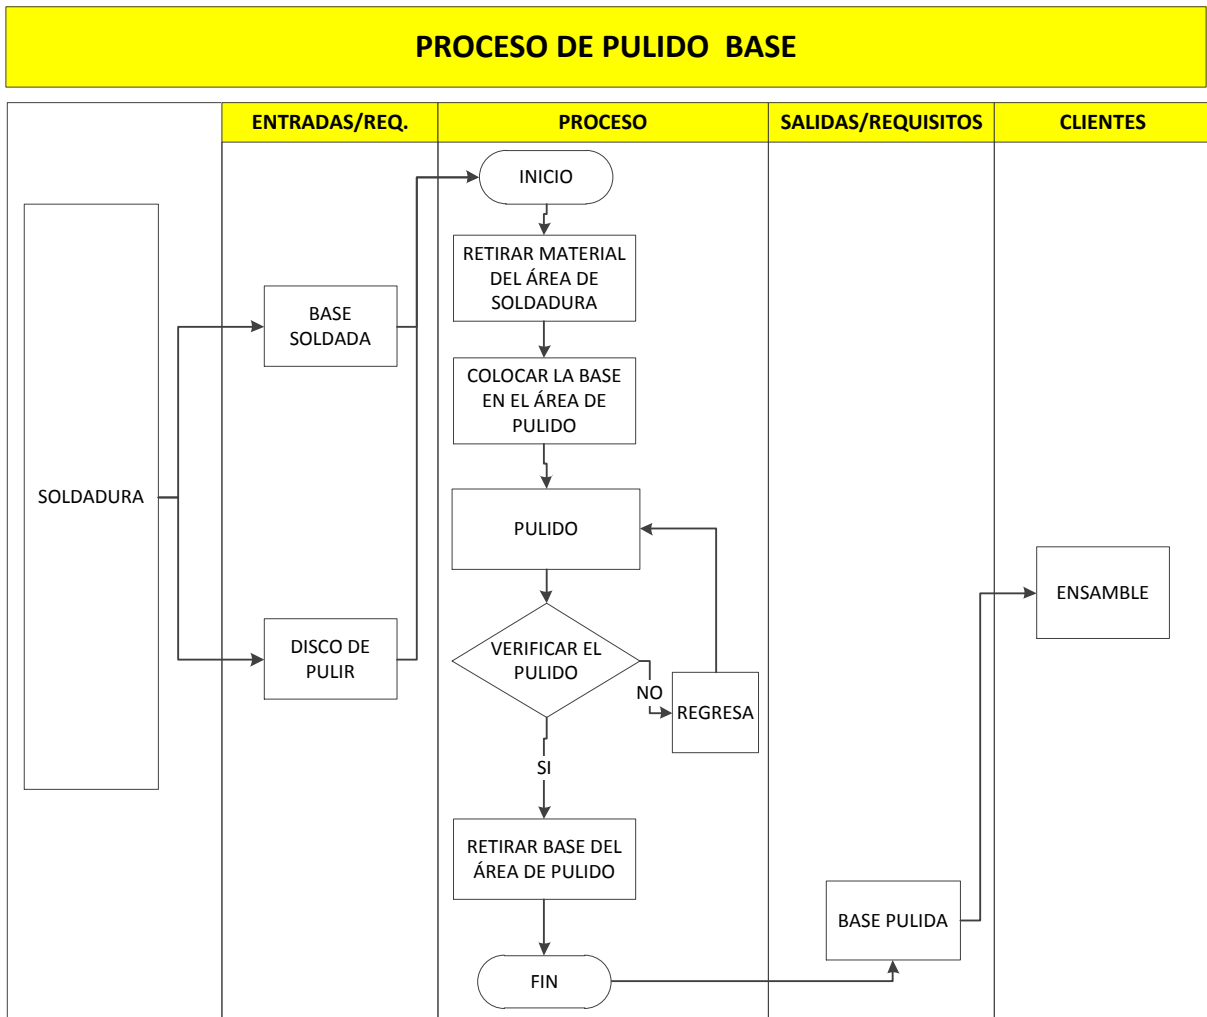 PROCESO DE PULIDO  BASE
ENTRADAS/REQ.
PROCESO
SALIDAS/REQUISITOS
CLIENTES
SOLDADURA
BASE
SOLDADA
DISCO DE
PULIR
INICIO
RETIRAR MATERIAL
DEL ÁREA DE
SOLDADURA
COLOCAR LA BASE
EN EL ÁREA DE
PULIDO
PULIDO
VERIFICAR EL
PULIDO
NO
REGRESA
SI
RETIRAR BASE DEL
ÁREA DE PULIDO
FIN
BASE PULIDA
ENSAMBLE